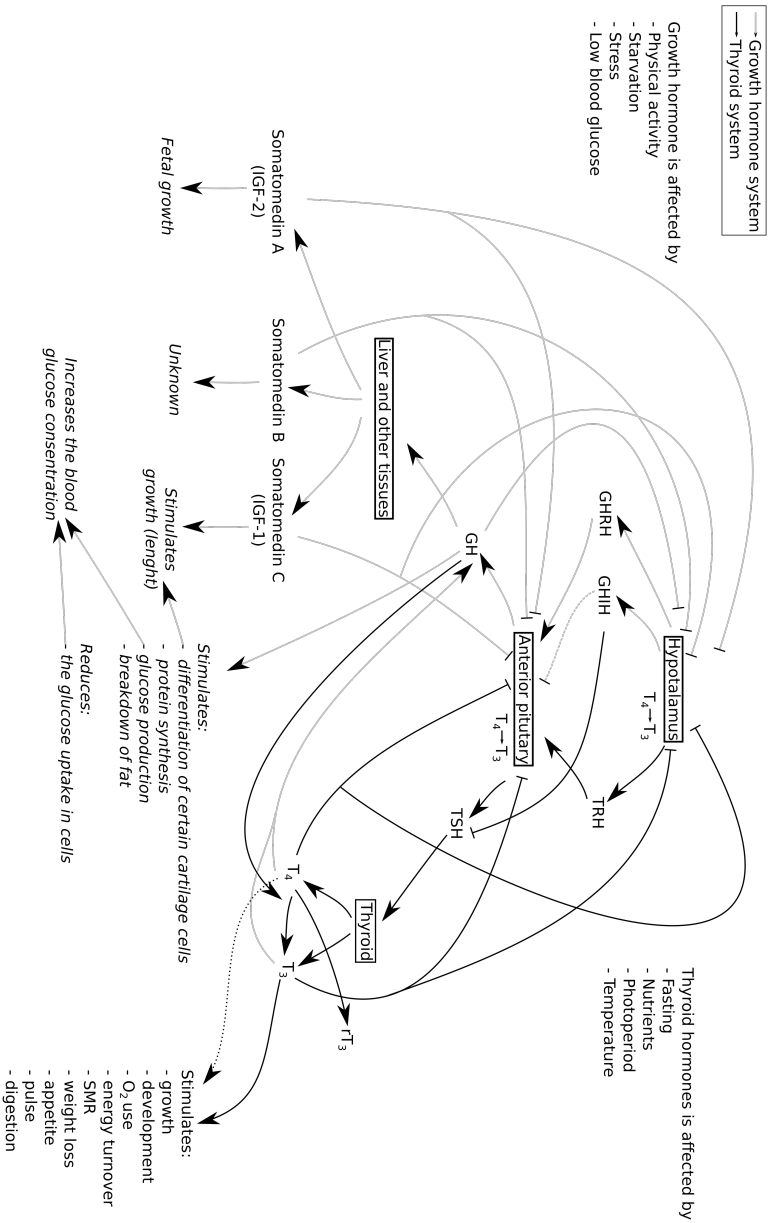 Growth hormone system
Thyroid system
Growth hormone is affected by
- Physical activity
- Starvation
- Stress
- Low blood glucose
Thyroid hormones is affected by
- Fasting
- Nutrients
- Photoperiod
- Temperature
Hypotalamus
T4→T3
GHRH
GHIH
TRH
Anterior pitutary
T4→T3
TSH
GH
Liver and other tissues
Thyroid
rT3
T4
T3
Somatomedin A
(IGF-2)
Somatomedin B
Somatomedin C
(IGF-1)
Fetal growth
Unknown
Stimulates
growth (lenght)
Increases the blood
glucose concentration
Stimulates:
- differentiation of certain cartilage cells
- protein synthesis
- glucose production
- breakdown of fat
Reduces:
- the glucose uptake in cells
Stimulates:
- growth
- development
- O2 use
- energy turnover
- SMR
- weight loss
- appetite
- pulse
- digestion